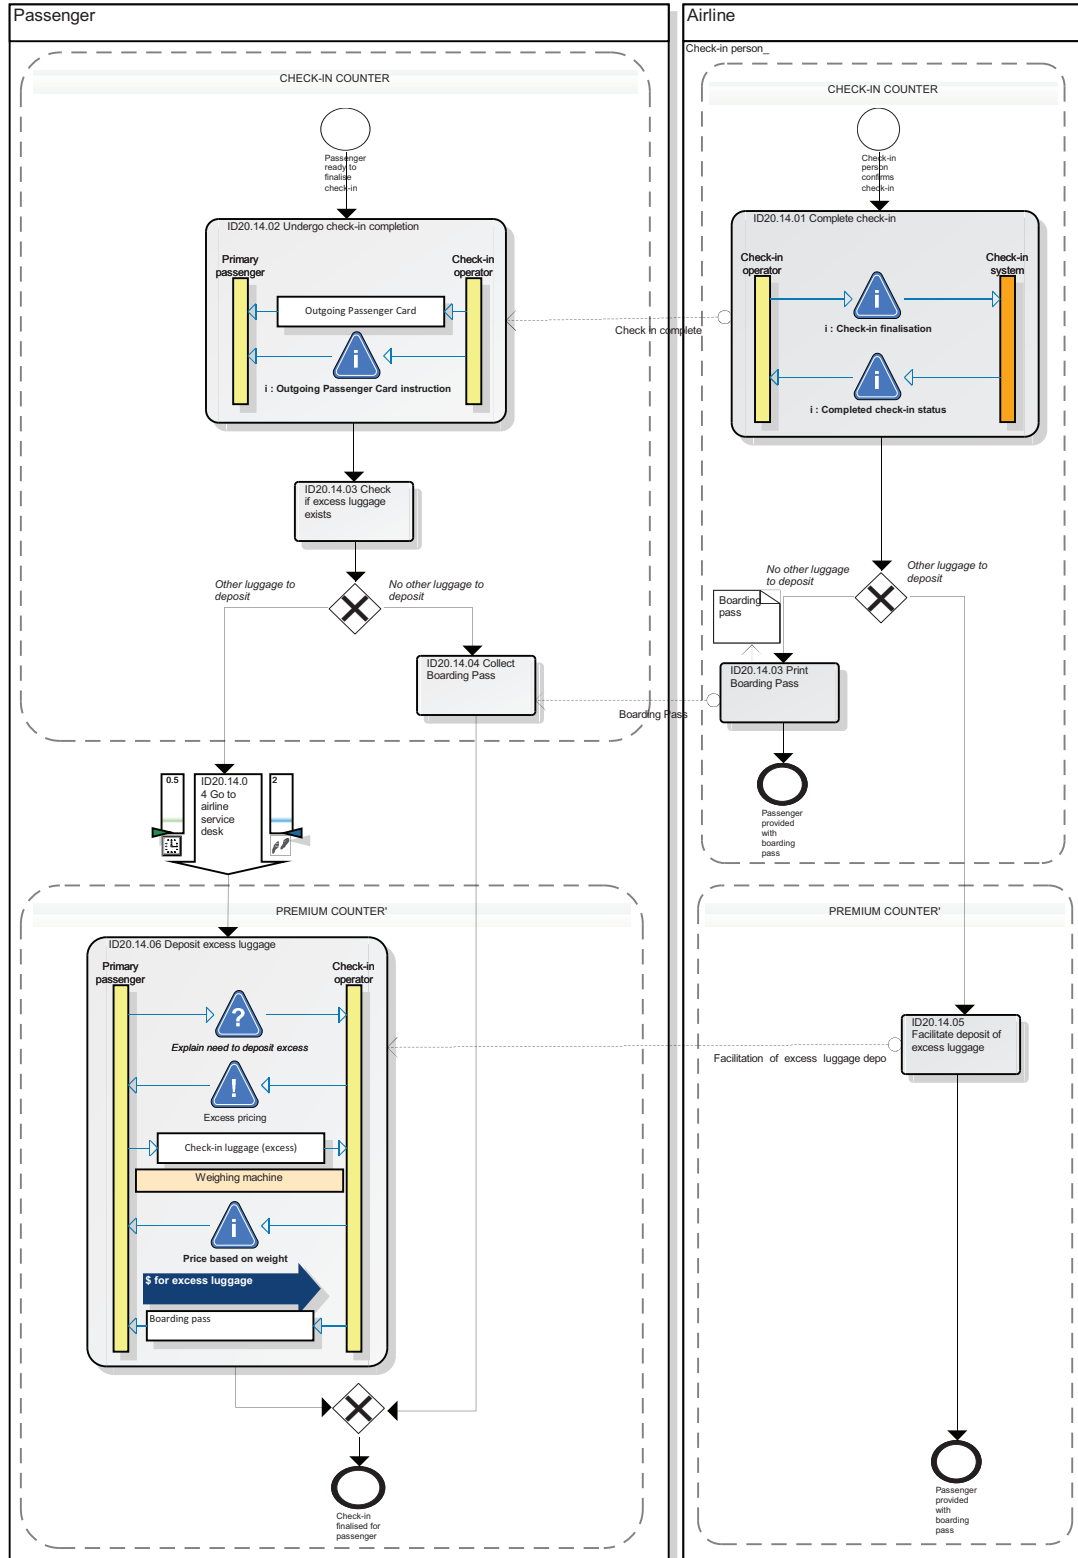 Passenger
CHECK-IN COUNTER
Passenger
ready to
finalise
check-in
ID20.14.02 Undergo check-in completion
Primary
passenger
Check-in
operator
Outgoing Passenger Card
i
i : Outgoing Passenger Card instruction
ID20.14.03 Check
if excess luggage
exists
Other luggage to
deposit
No other luggage to
deposit
ID20.14.04 Collect
Boarding Pass
0.5
ID20.14.0
4 Go to
airline
service
desk
2
PREMIUM COUNTER'
ID20.14.06 Deposit excess luggage
Primary
passenger
Check-in
operator
?
Explain need to deposit excess
!
Excess pricing
Check-in luggage (excess)
Weighing machine
i
Price based on weight
$ for excess luggage
Boarding pass
Check-in
finalised for
passenger
Airline
Check-in person_
CHECK-IN COUNTER
Check-in
person
confirms
check-in
ID20.14.01 Complete check-in
Check-in
operator
Check-in
system
i
i : Check-in finalisation
i
i : Completed check-in status
Check in complete
No other luggage
to deposit
Other luggage to
deposit
Boarding
pass
ID20.14.03 Print
Boarding Pass
Boarding Pass
Passenger
provided
with
boarding
pass
PREMIUM COUNTER'
ID20.14.05
Facilitate deposit of
excess luggage
Facilitation of excess luggage depo
Passenger
provided
with
boarding
pass